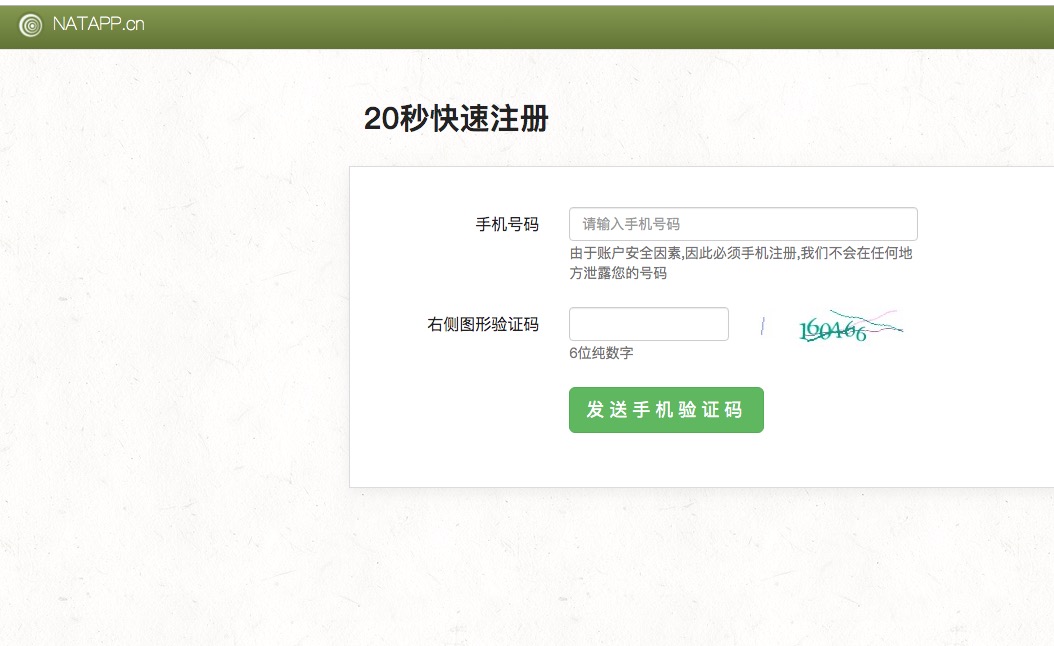 NATAPP.cn
20秒快速注册
手机号码
请输入手机号码
由于账户安全因素,因此必须手机注册,我们不会在任何地
方泄露您的号码
右侧图形验证码
6位纯数字
发送手机验证码